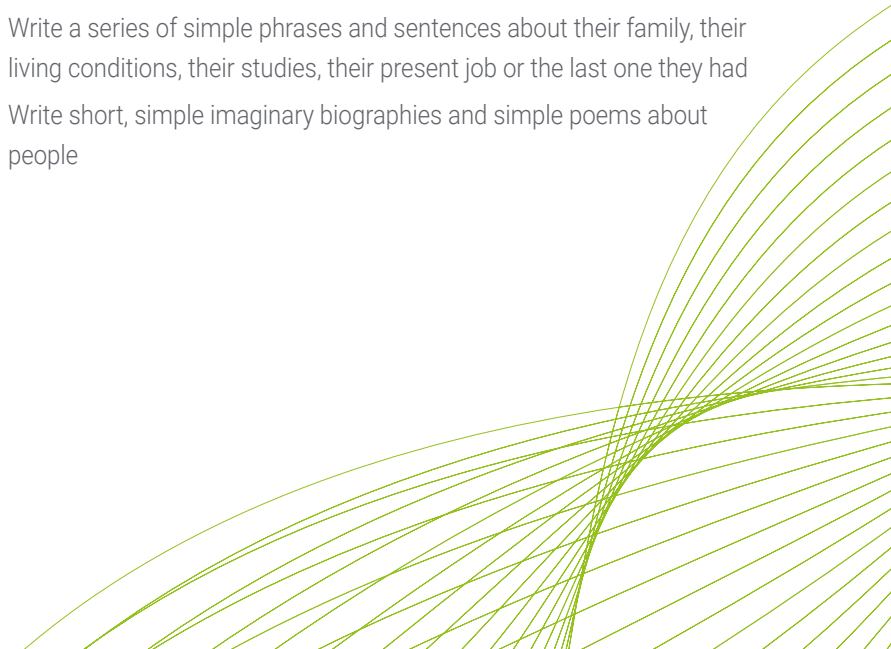 Write a series of simple phrases and sentences about their family, their
living conditions, their studies, their present job or the last one they had
Write short, simple imaginary biographies and simple poems about
people